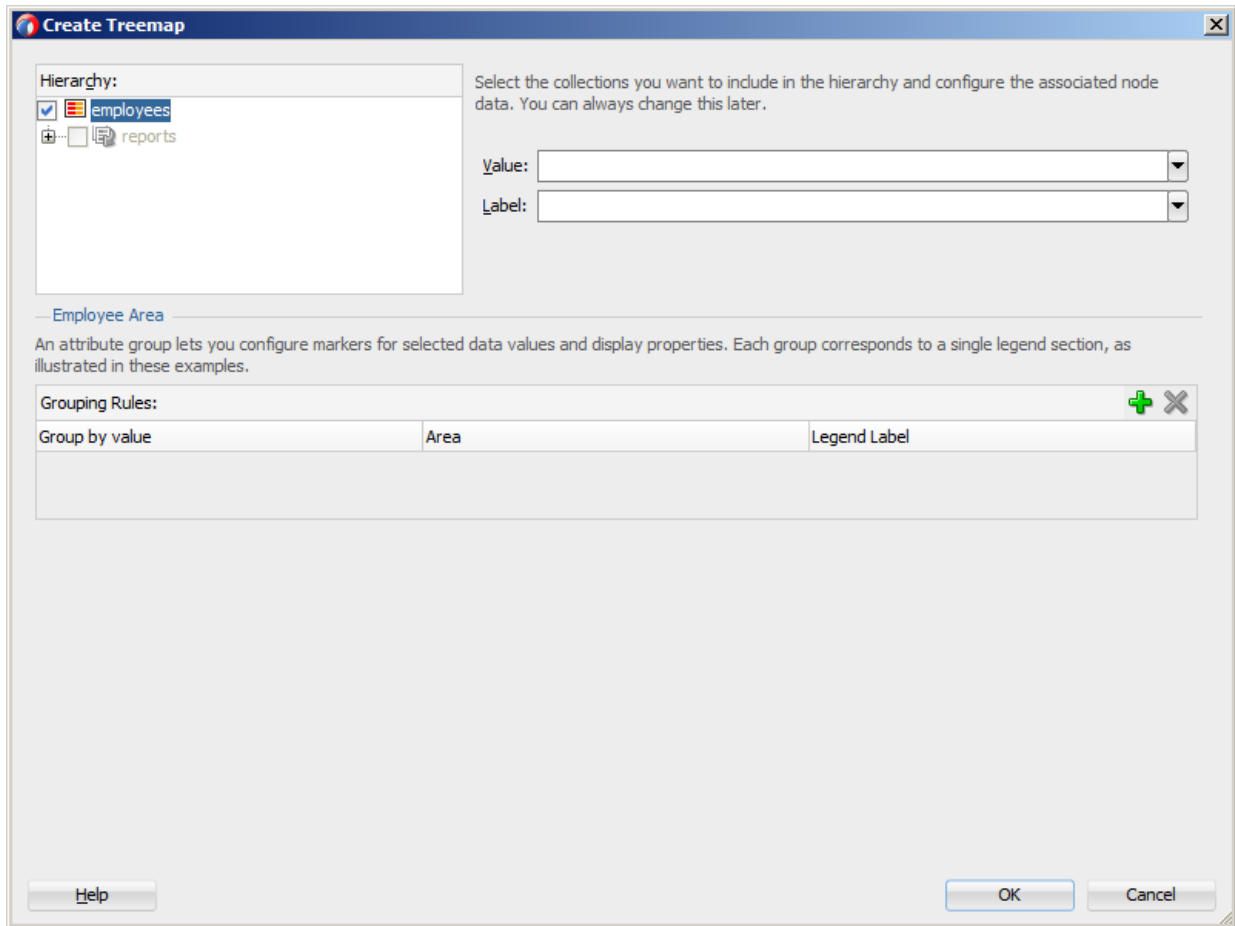 Create Treemap
Hierarchy:
employees
reports
Select the collections you want to include in the hierarchy and configure the associated node
data. You can always change this later.
Value:
Label:
Employee Area
An attribute group lets you configure markers for selected data values and display properties. Each group corresponds to a single legend section, as
illustrated in these examples.
Grouping Rules:
Group by value Area Legend Label
Help OK Cancel